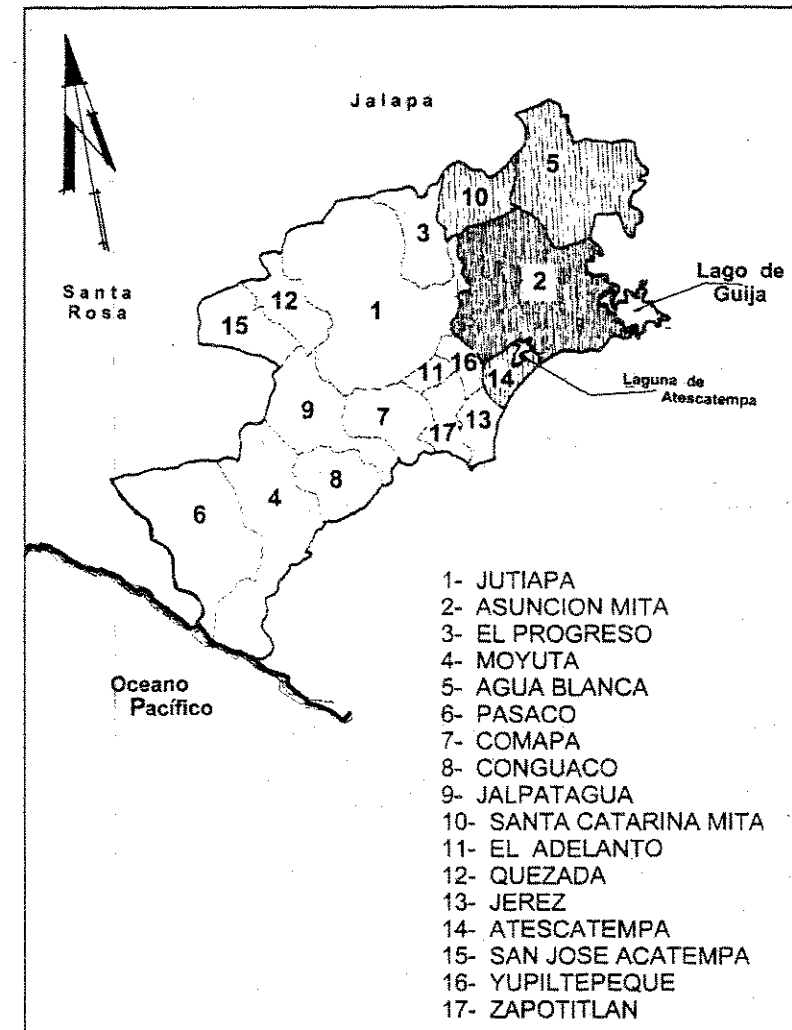 Jalapa
5
10
3
Santa
Rosa
12
15
1
2
Lago de
Guija
16
11
14
Laguna de
Atescatempa
9
7
17
13
8
6
4
Oceano
Pacífico
1- JUTIAPA
2- ASUNCION MITA
3- EL PROGRESO
4- MOYUTA
5- AGUA BLANCA
6- PASACO
7- COMAPA
8- CONGUACO
9- JALPATAGUA
10- SANTA CATARINA MITA
11- EL ADELANTO
12- QUEZADA
13- JEREZ
14- ATESCATEMPA
15- SAN JOSE ACATEMPA
16- YUPILTEPEQUE
17- ZAPOTITLAN